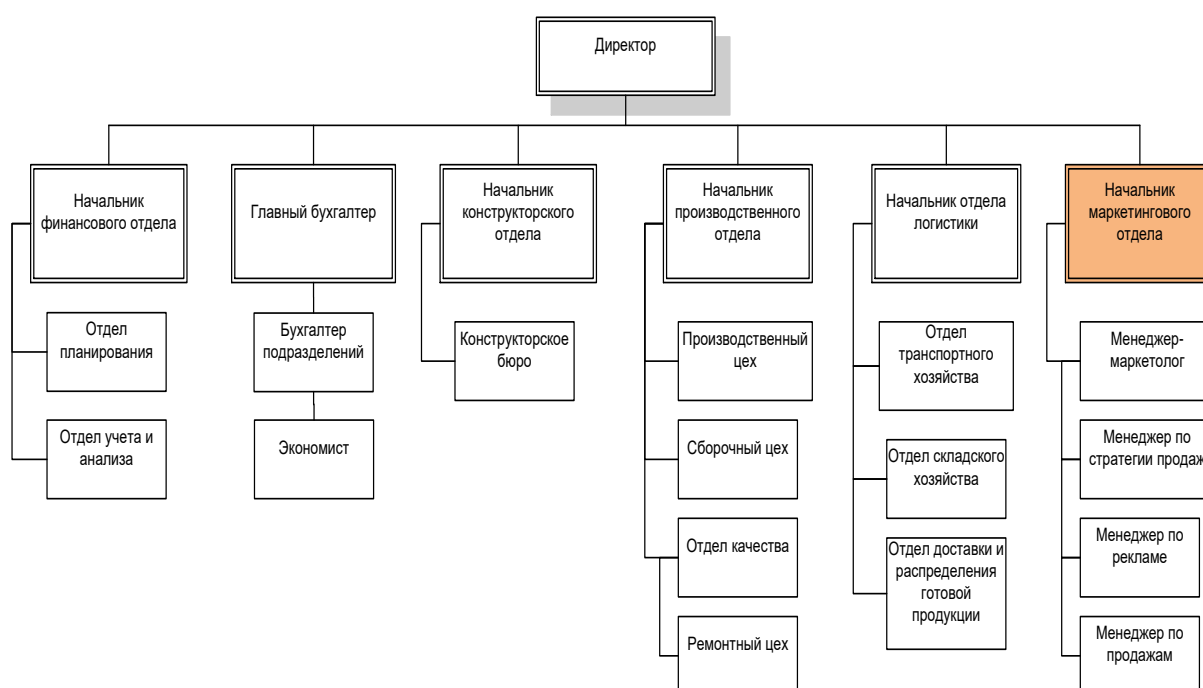 Директор
Начальник
финансового отдела
Главный бухгалтер
Начальник
конструкторского
отдела
Начальник
производственного
отдела
Начальник отдела
логистики
Начальник
маркетингового
отдела
Отдел
планирования
Отдел учета и
анализа
Бухгалтер
подразделений
Экономист
Конструкторское
бюро
Производственный
цех
Сборочный цех
Отдел качества
Ремонтный цех
Отдел
транспортного
хозяйства
Отдел складского
хозяйства
Отдел доставки и
распределения
готовой
продукции
Менеджер-
маркетолог
Менеджер по
стратегии продаж
Менеджер по
рекламе
Менеджер по
продажам